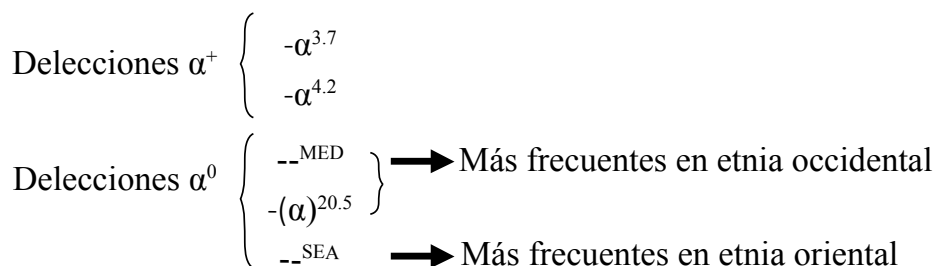 -α³·⁷
Delecciones α⁺
-α⁴·²
--ᴹᴱᴰ Más frecuentes en etnia occidental
Delecciones α⁰
-(α)²⁰·⁵
--ˢᴱᴬ Más frecuentes en etnia oriental